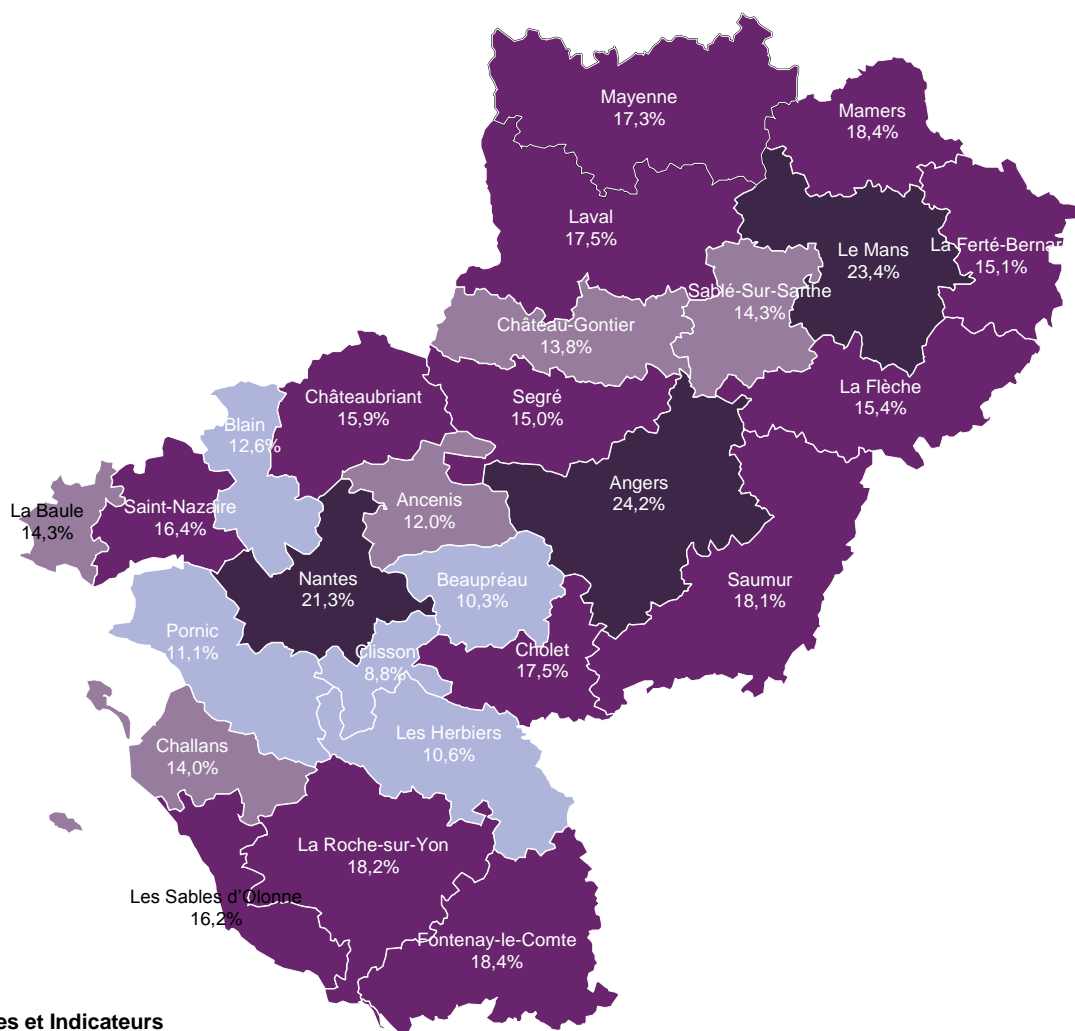 Mayenne
17,3%
Mamers
18,4%
Laval
17,5%
Le Mans
23,4%
La Ferté-Bernar
15,1%
Sablé-Sur-Sarthe
14,3%
Château-Gontier
13,8%
La Flèche
15,4%
Châteaubriant
15,9%
Segré
15,0%
Blain
12,6%
Angers
24,2%
Ancenis
12.0%
La Baule
14,3%
Saint-Nazaire
16,4%
Nantes
21,3%
Beaupréau
10,3%
Saumur
18,1%
Pornic
11,1%
Clisson
8,8%
Cholet
17,5%
Les Herbiers
10,6%
Challans
14,0%
La Roche-sur-Yon
18,2%
Les Sables d'Olonne
16,2%
Fontenay-le-Comte
18,4%
es et Indicateurs